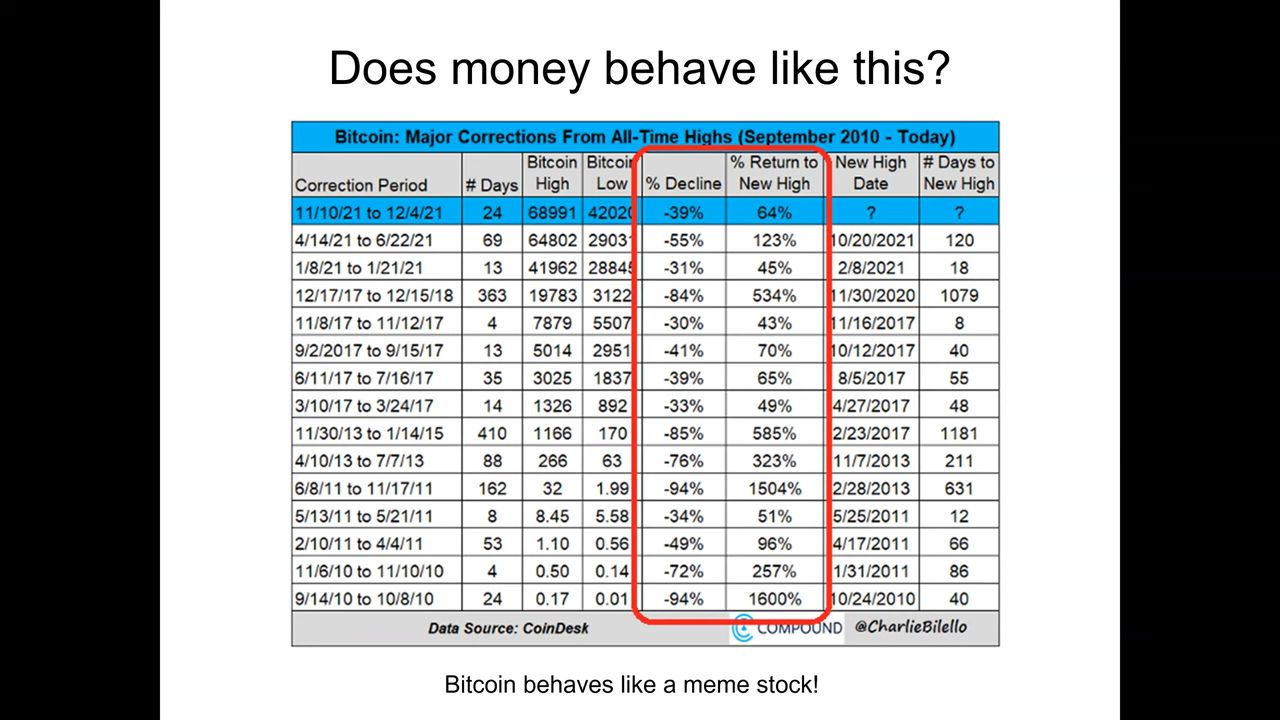 Does money behave like this?
Bitcoin: Major Corrections From All-Time Highs (September 2010 - Today)
Correction Period # Days Bitcoin High Bitcoin Low % Decline % Return to New High New High Date # Days to New High
11/10/21 to 12/4/21 24 68991 42020 -39% 64% ? ?
4/14/21 to 6/22/21 69 64802 29031 -55% 123% 10/20/2021 120
1/8/21 to 1/21/21 13 41962 28845 -31% 45% 2/8/2021 18
12/17/17 to 12/15/18 363 19783 3122 -84% 534% 11/30/2020 1079
11/8/17 to 11/12/17 4 7879 5507 -30% 43% 11/16/2017 8
9/2/2017 to 9/15/17 13 5014 2951 -41% 70% 10/12/2017 40
6/11/17 to 7/16/17 35 3025 1837 -39% 65% 8/5/2017 55
3/10/17 to 3/24/17 14 1326 892 -33% 49% 4/27/2017 48
11/30/13 to 1/14/15 410 1166 170 -85% 585% 2/23/2017 1181
4/10/13 to 7/7/13 88 266 63 -76% 323% 11/7/2013 211
6/8/11 to 11/17/11 162 32 1.99 -94% 1504% 2/28/2013 631
5/13/11 to 5/21/11 8 8.45 5.58 -34% 51% 5/25/2011 12
2/10/11 to 4/4/11 53 1.10 0.56 -49% 96% 4/17/2011 66
11/6/10 to 11/10/10 4 0.50 0.14 -72% 257% 1/31/2011 86
9/14/10 to 10/8/10 24 0.17 0.01 -94% 1600% 10/24/2010 40
Data Source: CoinDesk COMPOUND @CharlieBilello
Bitcoin behaves like a meme stock!